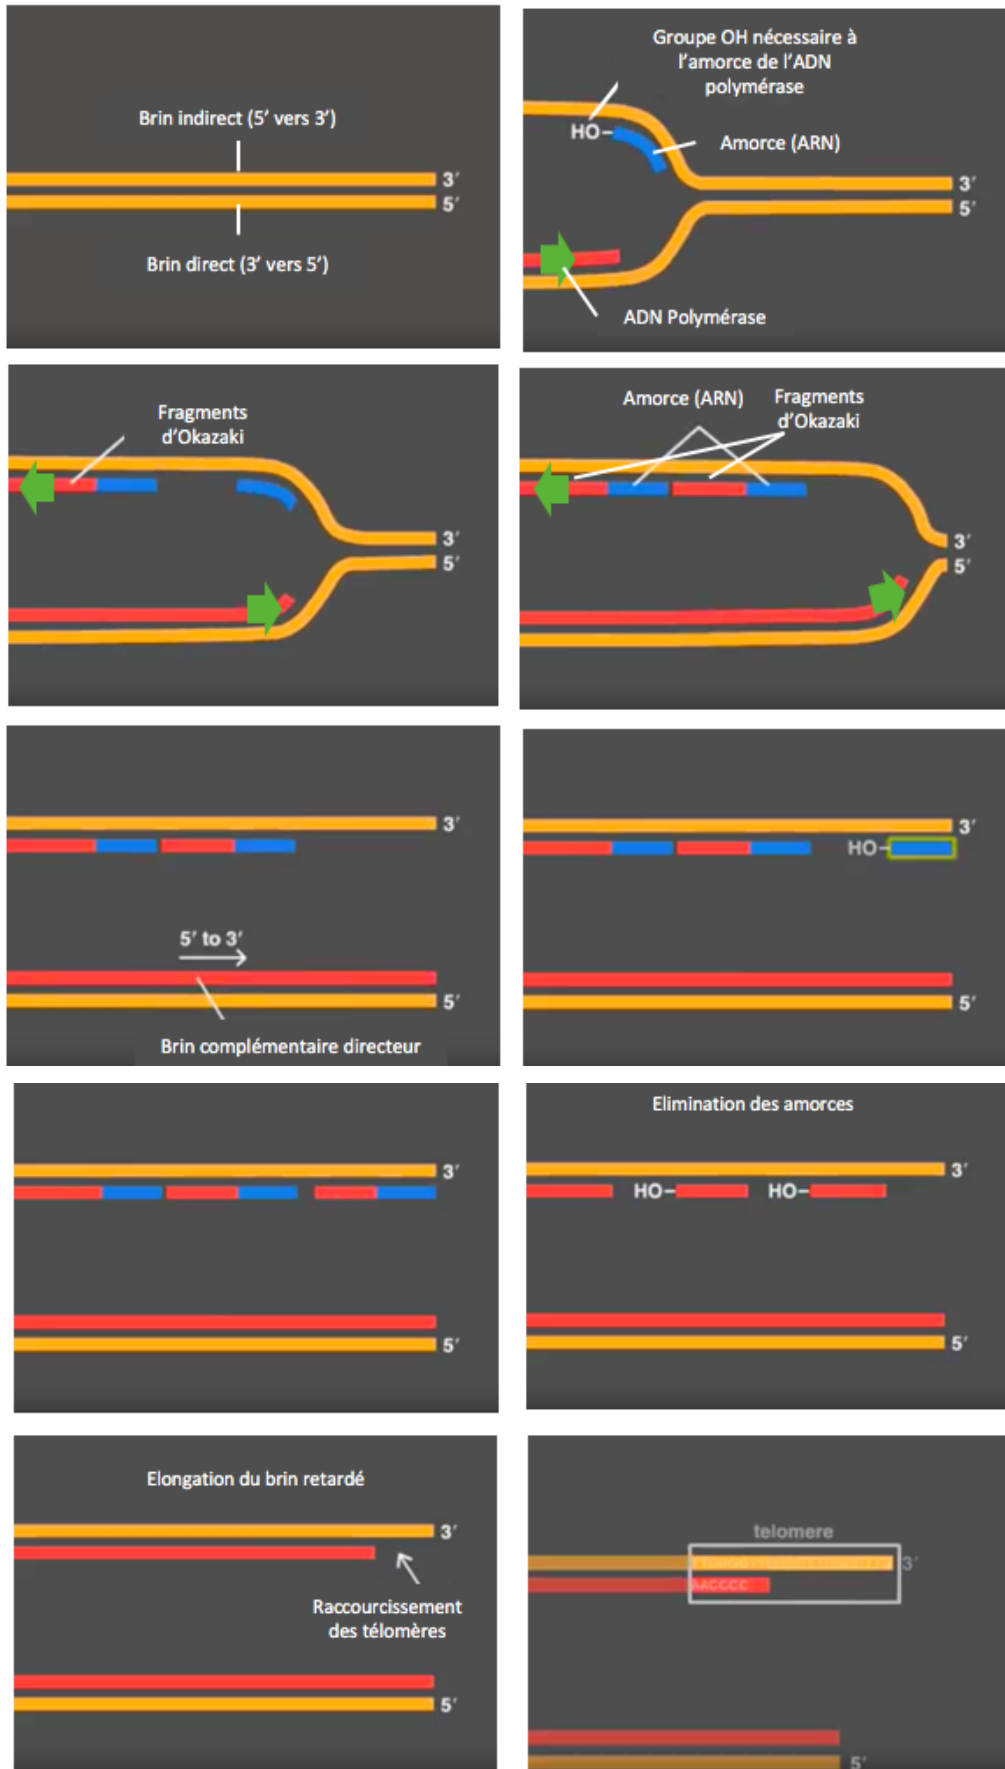 Brin indirect (5’ vers 3’)
3′
5′
Brin direct (3’ vers 5’)
Groupe OH nécessaire à
l’amorce de l’ADN
polymérase
HO–
Amorce (ARN)
3′
5′
ADN Polymérase
Fragments
d’Okazaki
3′
5′
Amorce (ARN)
Fragments
d’Okazaki
3′
5′
3′
5′ to 3′
5′
Brin complémentaire directeur
3′
HO–
5′
3′
5′
Elimination des amorces
3′
HO–
HO–
5′
Elongation du brin retardé
3′
Raccourcissement
des télomères
5′
telomere
3′
AACCCC
5′